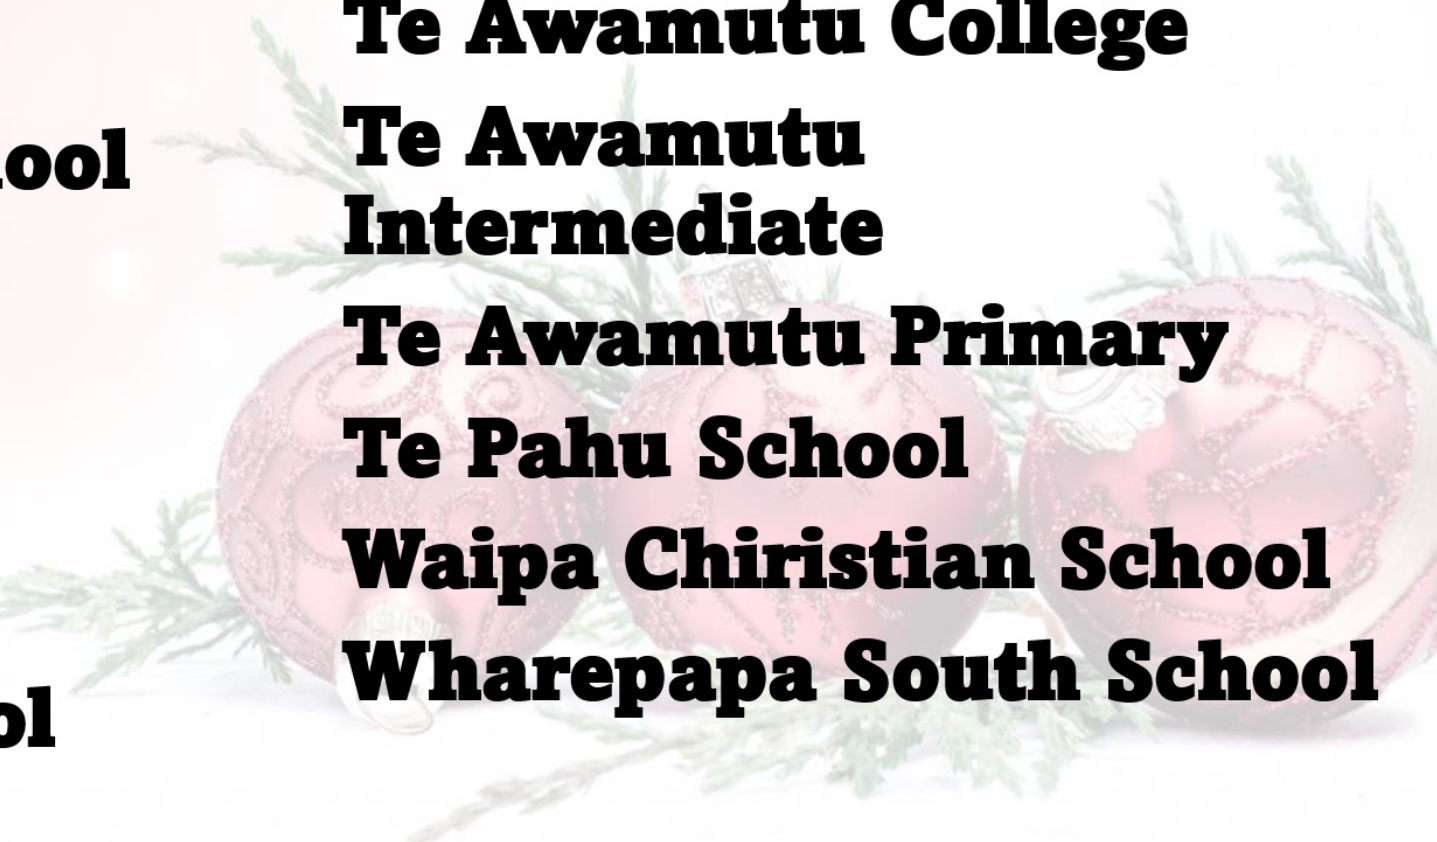 Te Awamutu College
Te Awamutu
Intermediate
Te Awamutu Primary
Te Pahu School
Waipa Chiristian School
Wharepapa South School